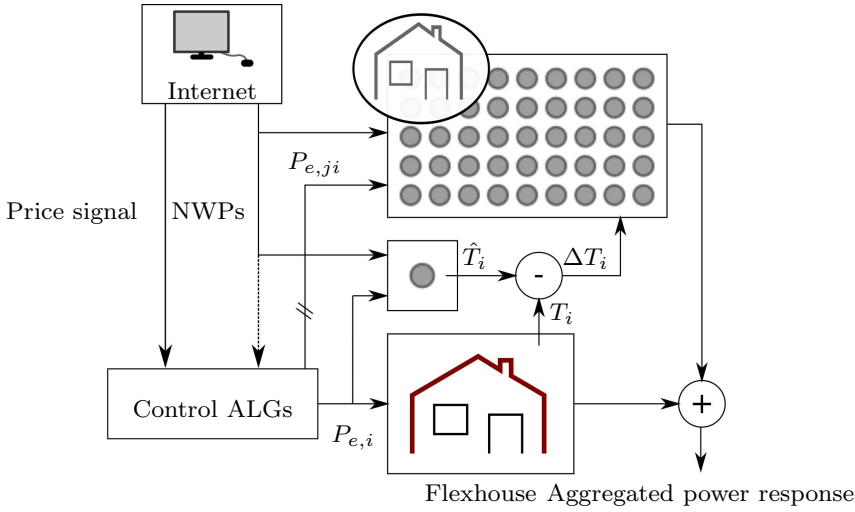 Internet
P_{e,ji}
Price signal
NWPs
\hat{T}_i
-
ΔT_i
T_i
//
Control ALGs
+
P_{e,i}
Flexhouse Aggregated power response